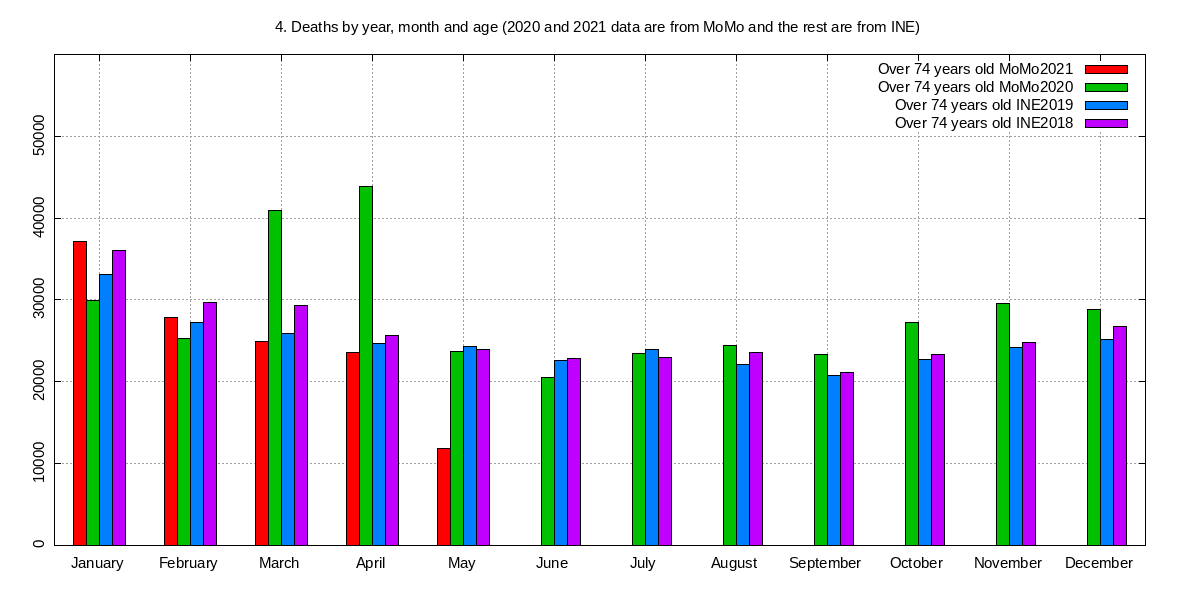 4. Deaths by year, month and age (2020 and 2021 data are from MoMo and the rest are from INE)
Over 74 years old MoMo2021
Over 74 years old MoMo2020
Over 74 years old INE2019
Over 74 years old INE2018
50000
40000
30000
20000
10000
0
January February March April May June July August September October November December